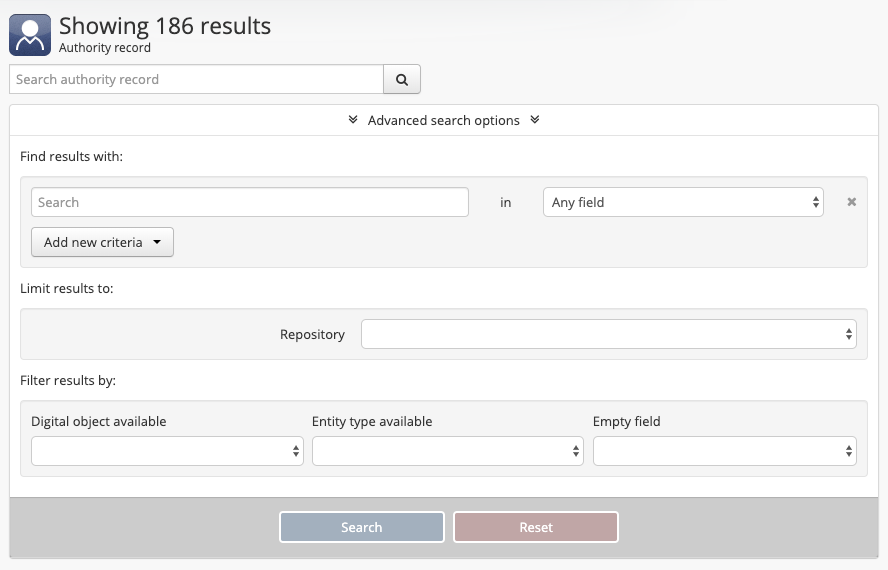 Showing 186 results
Authority record
Search authority record
Advanced search options
Find results with:
Search in Any field
Add new criteria
Limit results to:
Repository
Filter results by:
Digital object available Entity type available Empty field
Search Reset